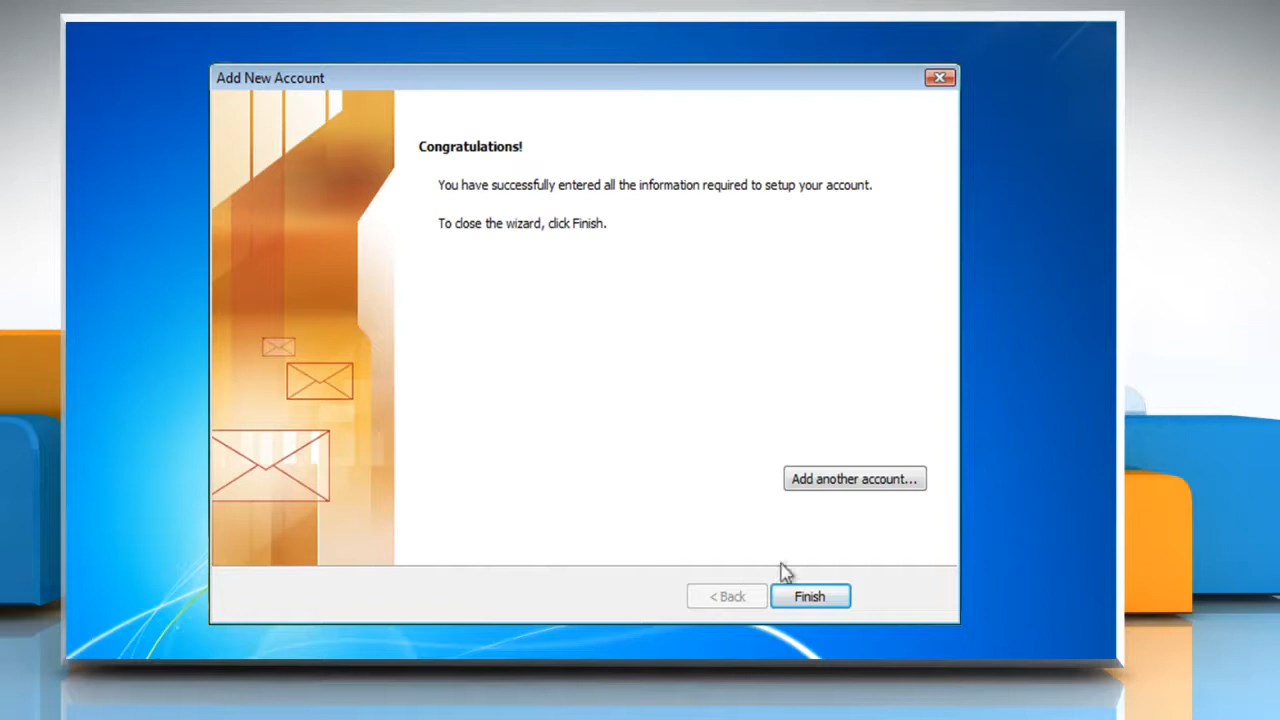 Add New Account
Congratulations!
You have successfully entered all the information required to setup your account.
To close the wizard, click Finish.
Add another account...
< Back
Finish